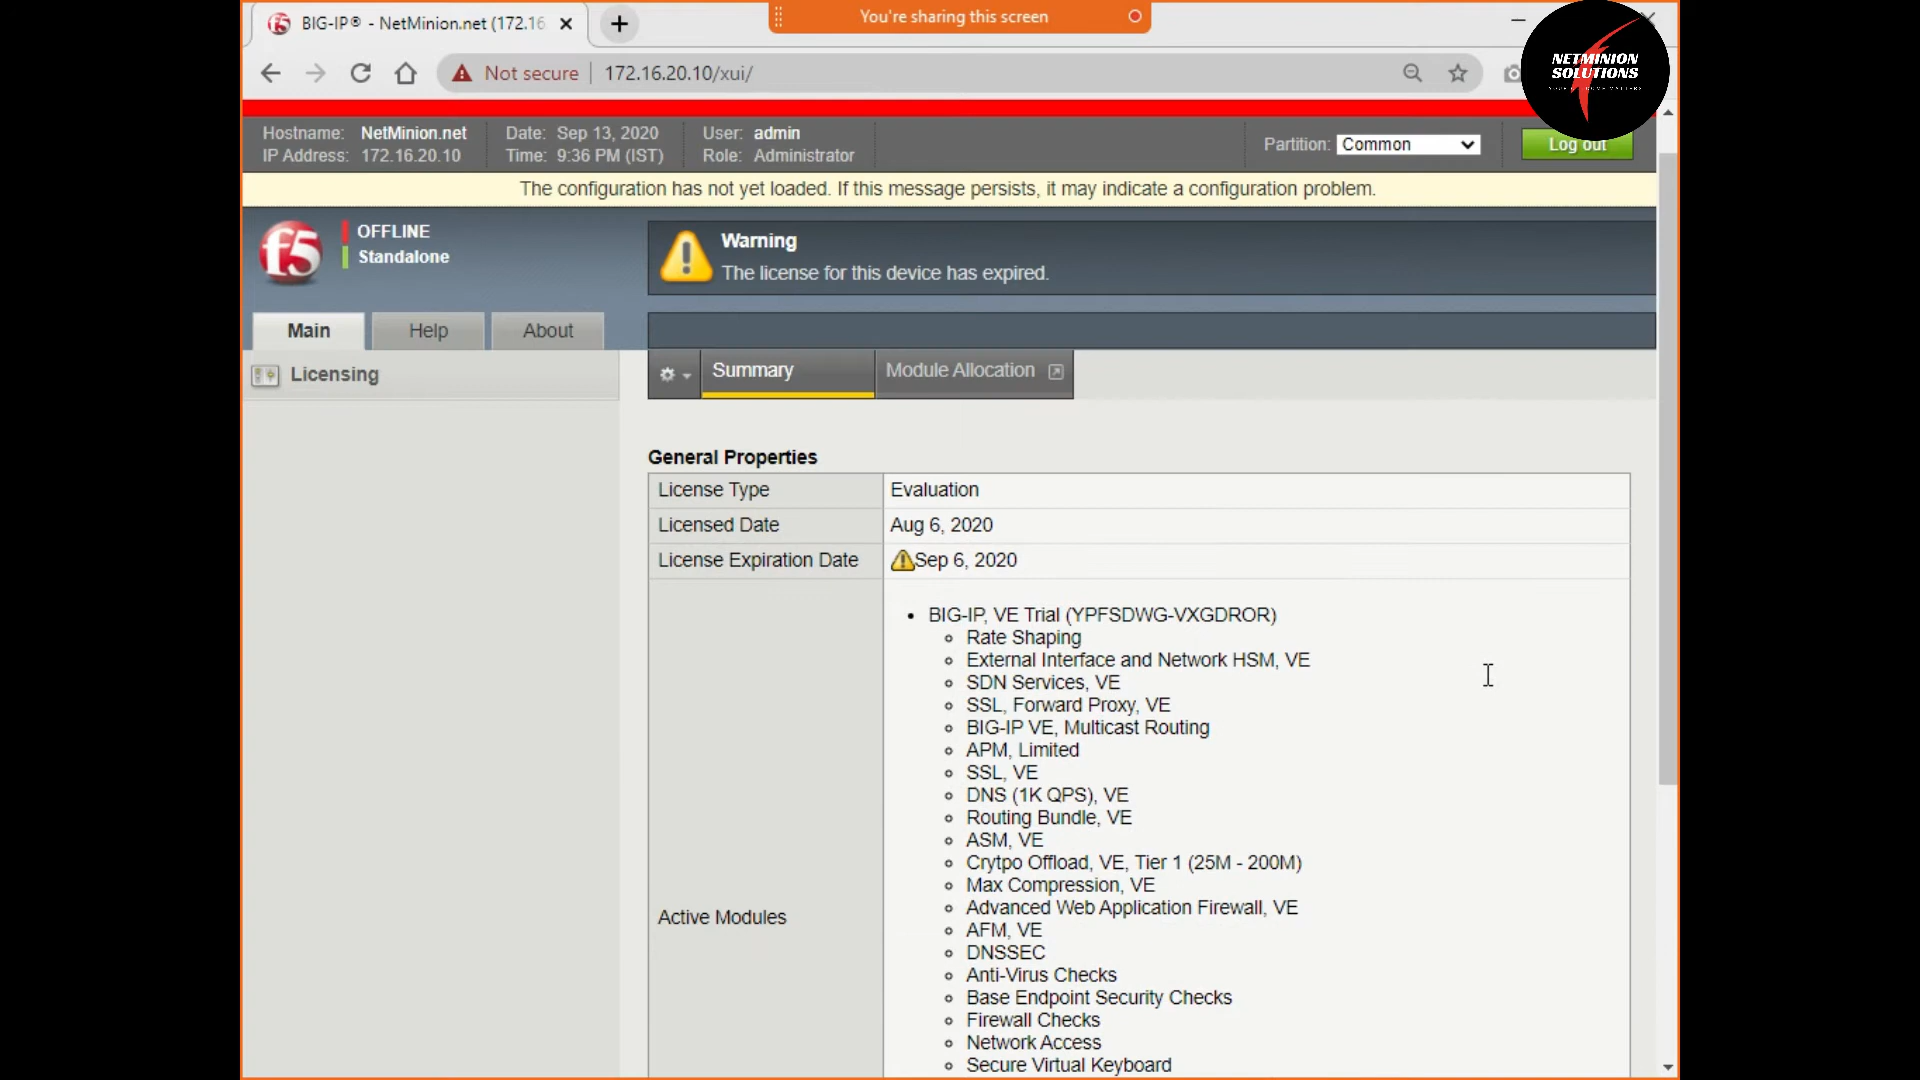 BIG-IP® - NetMinion.net (172.16
You're sharing this screen
NETMINION
SOLUTIONS
Not secure
172.16.20.10/xui/
Hostname: NetMinion.net
IP Address: 172.16.20.10
Date: Sep 13, 2020
Time: 9:36 PM (IST)
User: admin
Role: Administrator
Partition: Common
Log out
The configuration has not yet loaded. If this message persists, it may indicate a configuration problem.
f5
OFFLINE
Standalone
Warning
The license for this device has expired.
Main
Help
About
Licensing
Summary
Module Allocation
General Properties
License Type
Evaluation
Licensed Date
Aug 6, 2020
License Expiration Date
Sep 6, 2020
Active Modules
BIG-IP, VE Trial (YPFSDWG-VXGDROR)
Rate Shaping
External Interface and Network HSM, VE
SDN Services, VE
SSL, Forward Proxy, VE
BIG-IP VE, Multicast Routing
APM, Limited
SSL, VE
DNS (1K QPS), VE
Routing Bundle, VE
ASM, VE
Crytpo Offload, VE, Tier 1 (25M - 200M)
Max Compression, VE
Advanced Web Application Firewall, VE
AFM, VE
DNSSEC
Anti-Virus Checks
Base Endpoint Security Checks
Firewall Checks
Network Access
Secure Virtual Keyboard